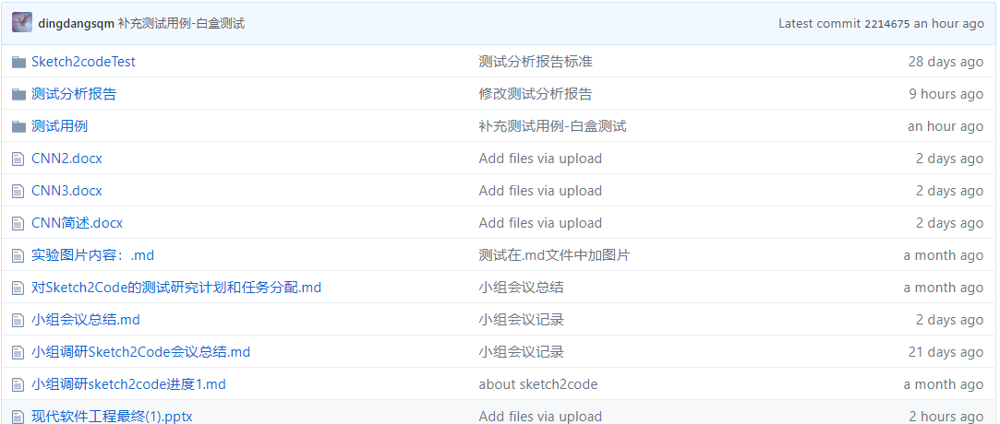 dingdangsqm 补充测试用例-白盒测试 Latest commit 2214675 an hour ago
Sketch2codeTest 测试分析报告标准 28 days ago
测试分析报告 修改测试分析报告 9 hours ago
测试用例 补充测试用例-白盒测试 an hour ago
CNN2.docx Add files via upload 2 days ago
CNN3.docx Add files via upload 2 days ago
CNN简述.docx Add files via upload 2 days ago
实验图片内容：.md 测试在.md文件中加图片 a month ago
对Sketch2Code的测试研究计划和任务分配.md 小组会议总结 a month ago
小组会议总结.md 小组会议记录 2 days ago
小组调研Sketch2Code会议总结.md 小组会议记录 21 days ago
小组调研sketch2code进度1.md about sketch2code a month ago
现代软件工程最终(1).pptx Add files via upload 2 hours ago